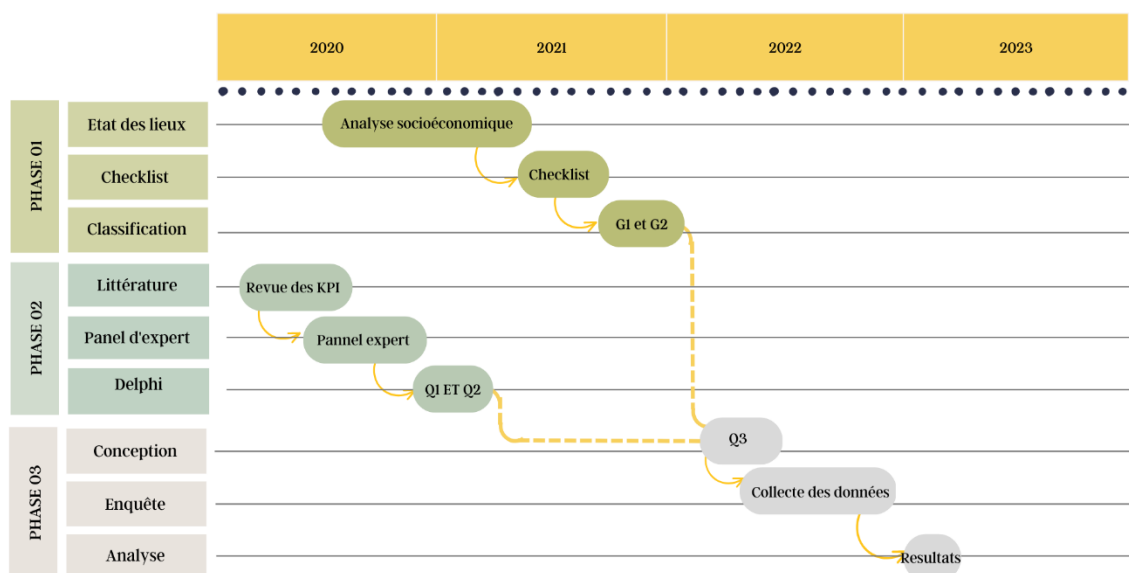 2020
2021
2022
2023
PHASE 01
Etat des lieux
Analyse socioéconomique
Checklist
Checklist
Classification
G1 et G2
PHASE 02
Littérature
Revue des KPI
Panel d'expert
Pannel expert
Delphi
Q1 ET Q2
PHASE 03
Conception
Q3
Enquête
Collecte des données
Analyse
Resultats